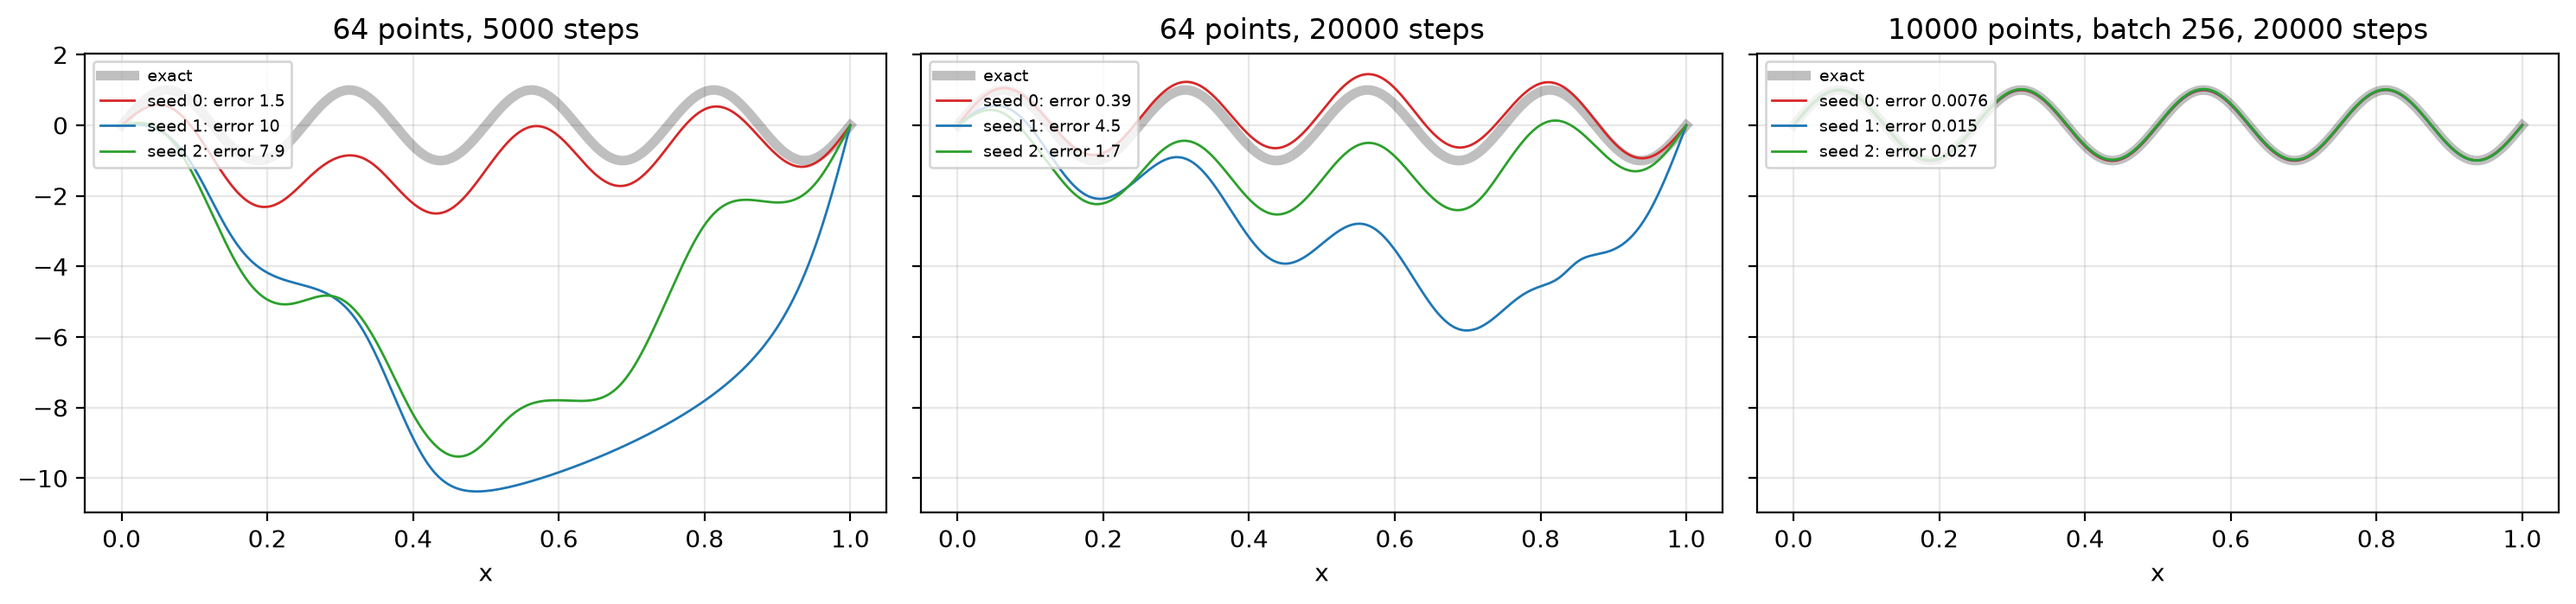 64 points, 5000 steps
2
0
−2
−4
−6
−8
−10
exact
seed 0: error 1.5
seed 1: error 10
seed 2: error 7.9
0.0 0.2 0.4 0.6 0.8 1.0
x
64 points, 20000 steps
exact
seed 0: error 0.39
seed 1: error 4.5
seed 2: error 1.7
0.0 0.2 0.4 0.6 0.8 1.0
x
10000 points, batch 256, 20000 steps
exact
seed 0: error 0.0076
seed 1: error 0.015
seed 2: error 0.027
0.0 0.2 0.4 0.6 0.8 1.0
x